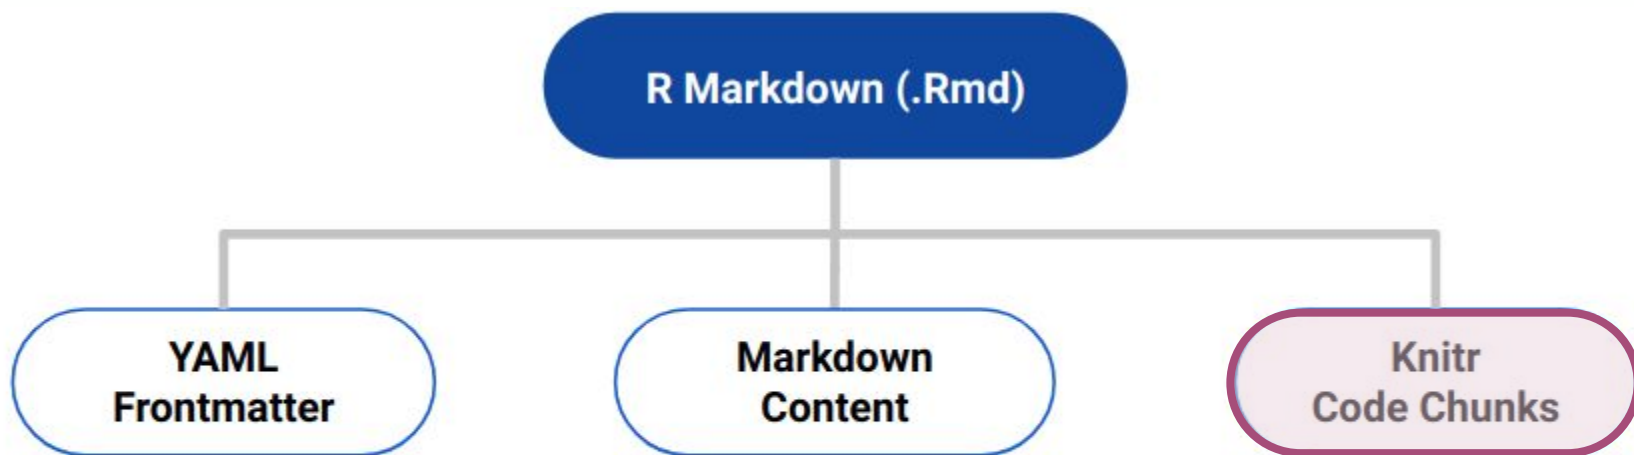 R Markdown (.Rmd)
YAML
Frontmatter
Markdown
Content
Knitr
Code Chunks